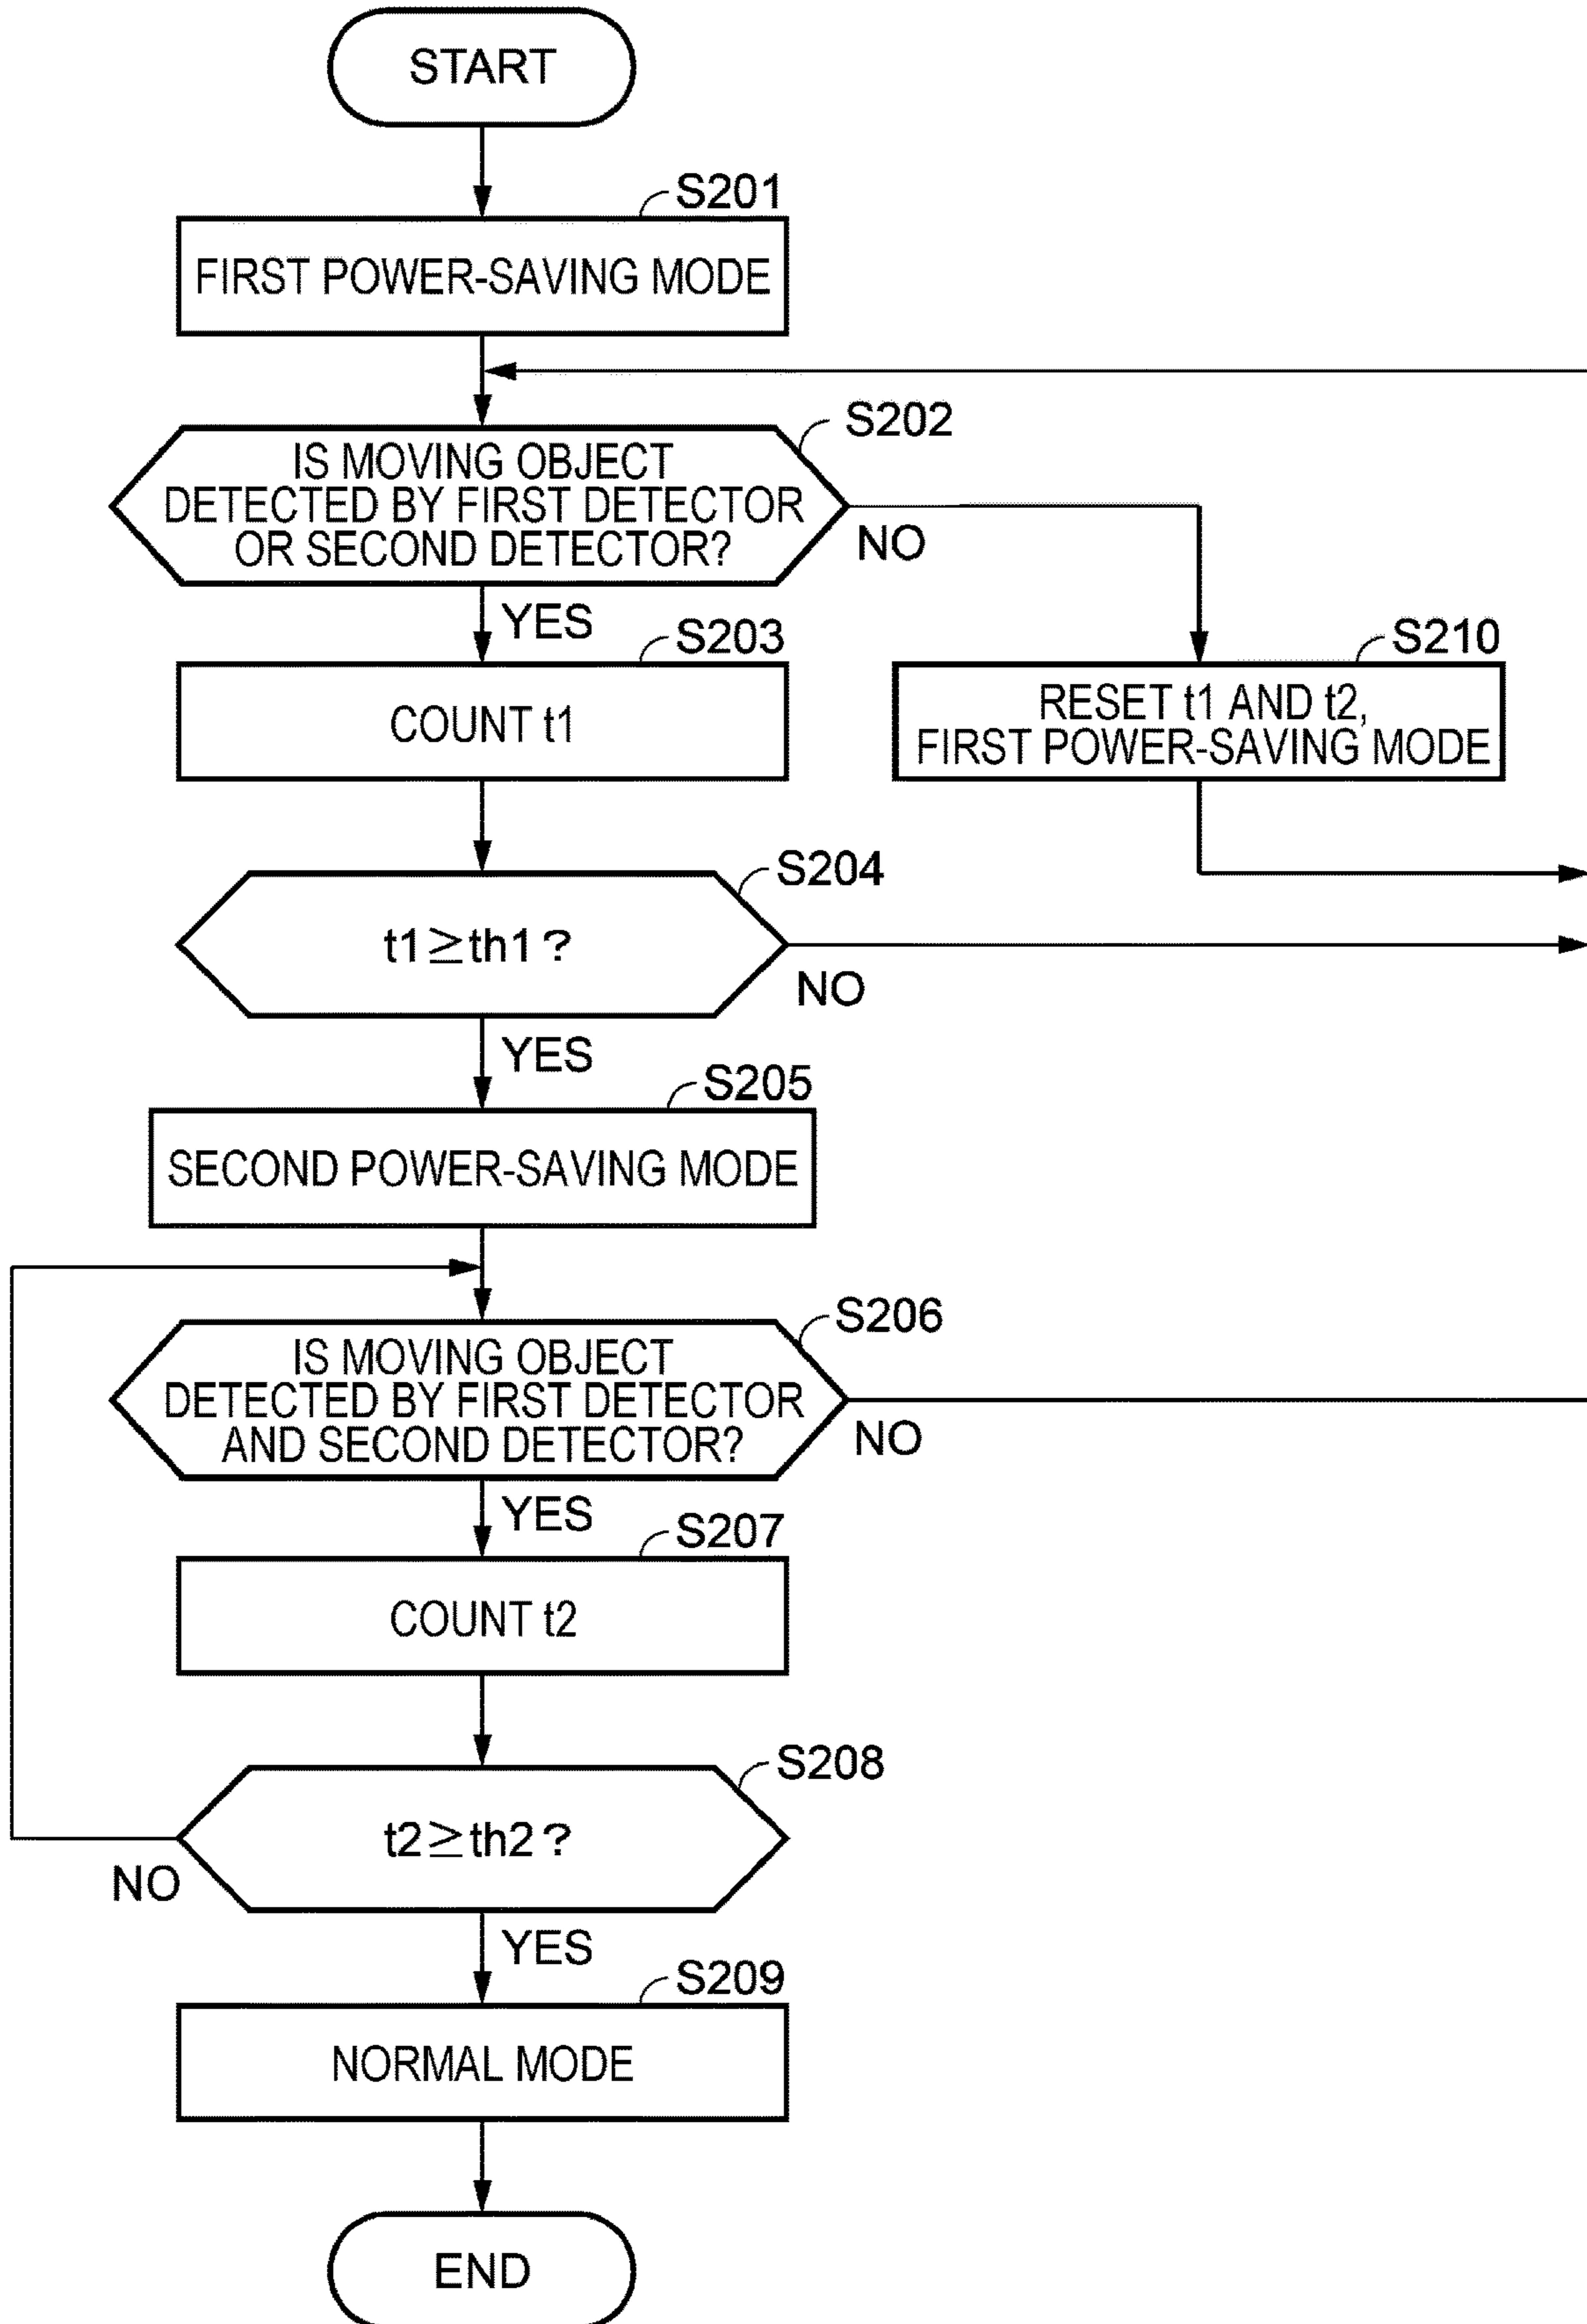 START
S201
FIRST POWER-SAVING MODE
S202
IS MOVING OBJECT
DETECTED BY FIRST DETECTOR
OR SECOND DETECTOR?
NO
YES
S203
COUNT t1
S210
RESET t1 AND t2,
FIRST POWER-SAVING MODE
S204
t1≧th1?
NO
YES
S205
SECOND POWER-SAVING MODE
S206
IS MOVING OBJECT
DETECTED BY FIRST DETECTOR
AND SECOND DETECTOR?
NO
YES
S207
COUNT t2
S208
t2≧th2?
NO
YES
S209
NORMAL MODE
END